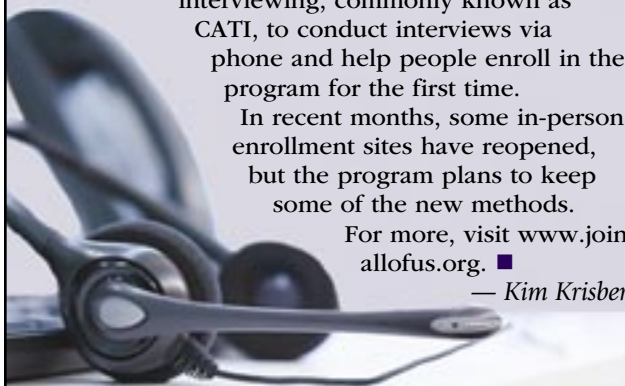 interviewing, commonly known as
CATI, to conduct interviews via
phone and help people enroll in the
program for the first time.
In recent months, some in-person
enrollment sites have reopened,
but the program plans to keep
some of the new methods.
For more, visit www.join
allofus.org. ■
— Kim Krisber